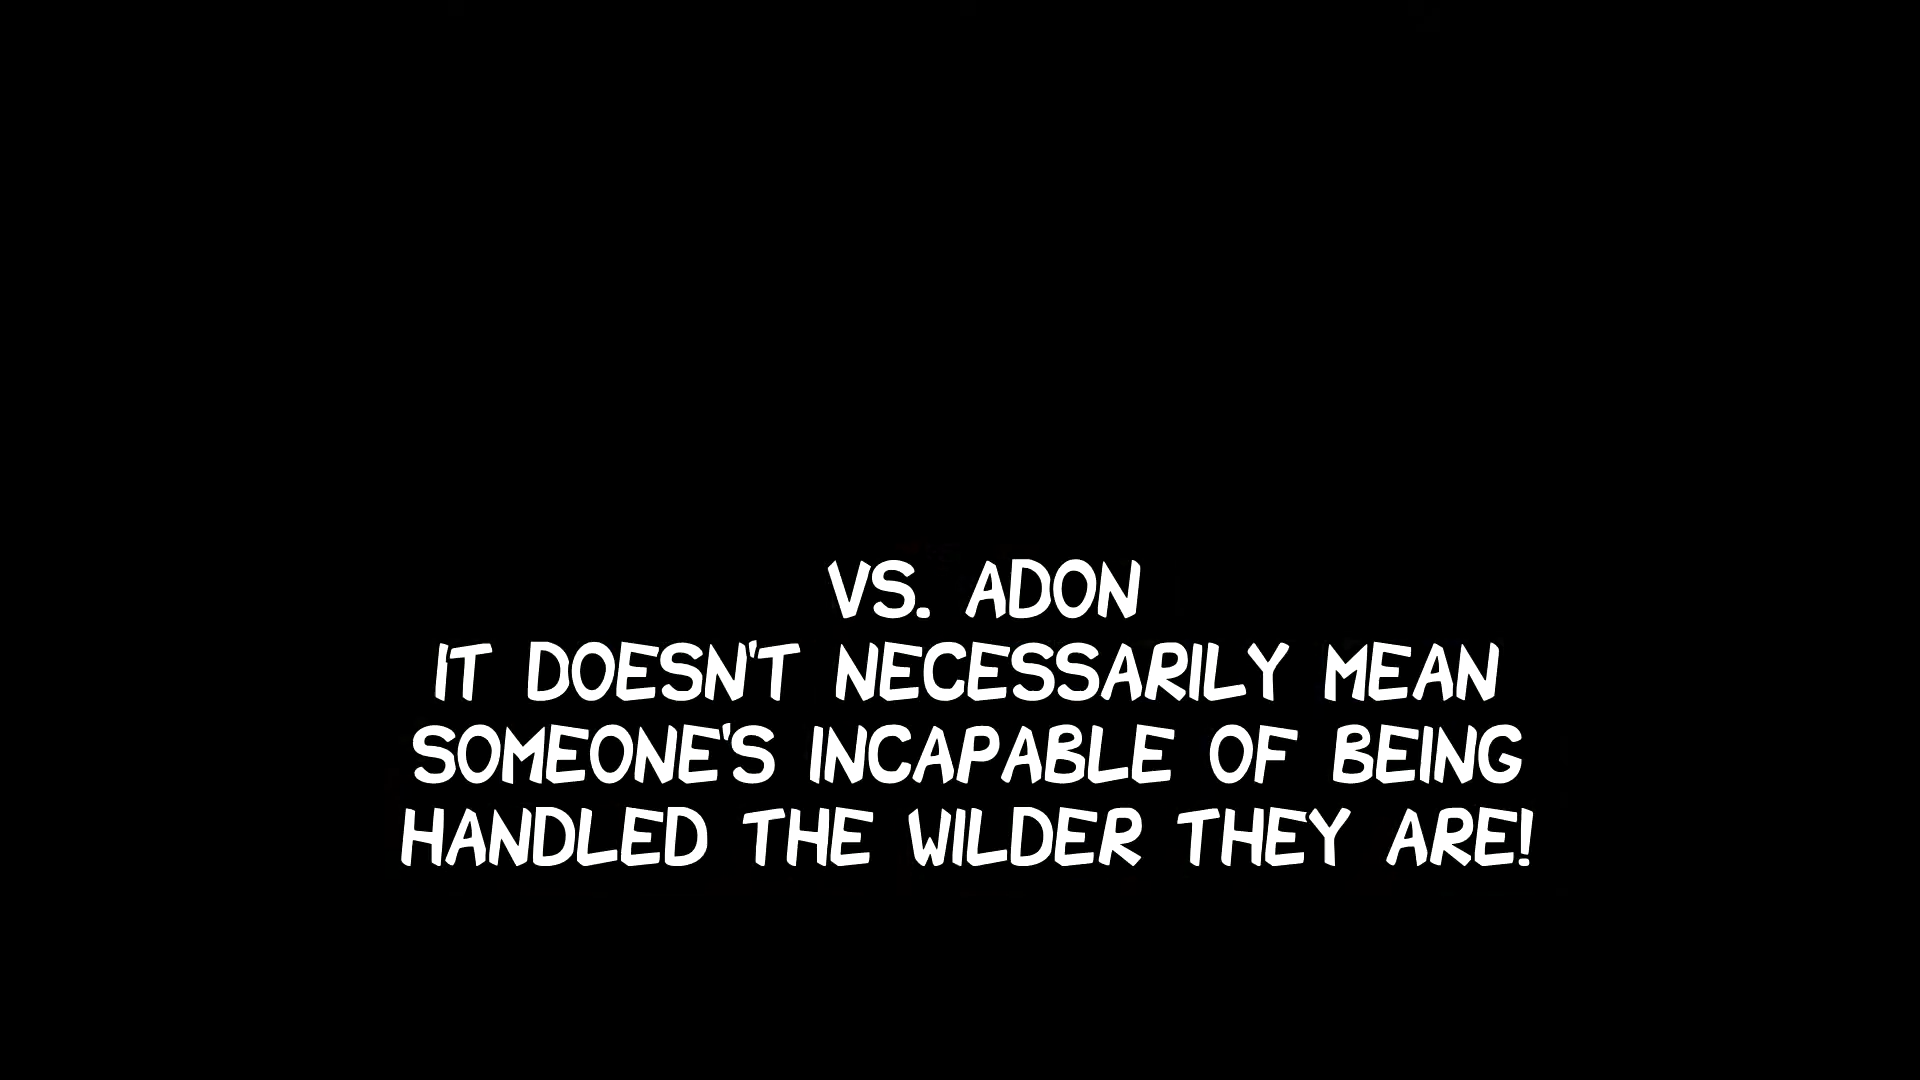 VS. ADON
IT DOESN'T NECESSARILY MEAN
SOMEONE'S INCAPABLE OF BEING
HANDLED THE WILDER THEY ARE!